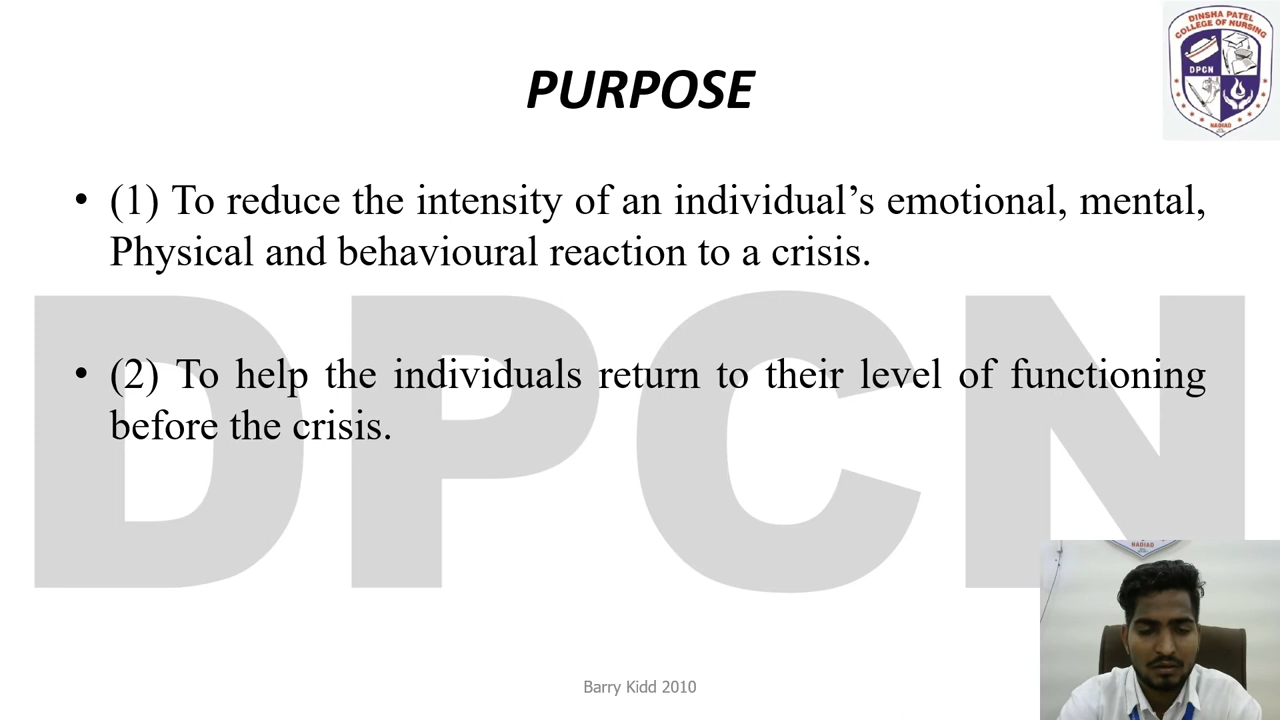 DINSHA PATEL
COLLEGE OF NURSING
DPCN
NADIAD
PURPOSE
• (1) To reduce the intensity of an individual’s emotional, mental,
Physical and behavioural reaction to a crisis.
• (2) To help the individuals return to their level of functioning
before the crisis.
DPCN
NADIAD
Barry Kidd 2010